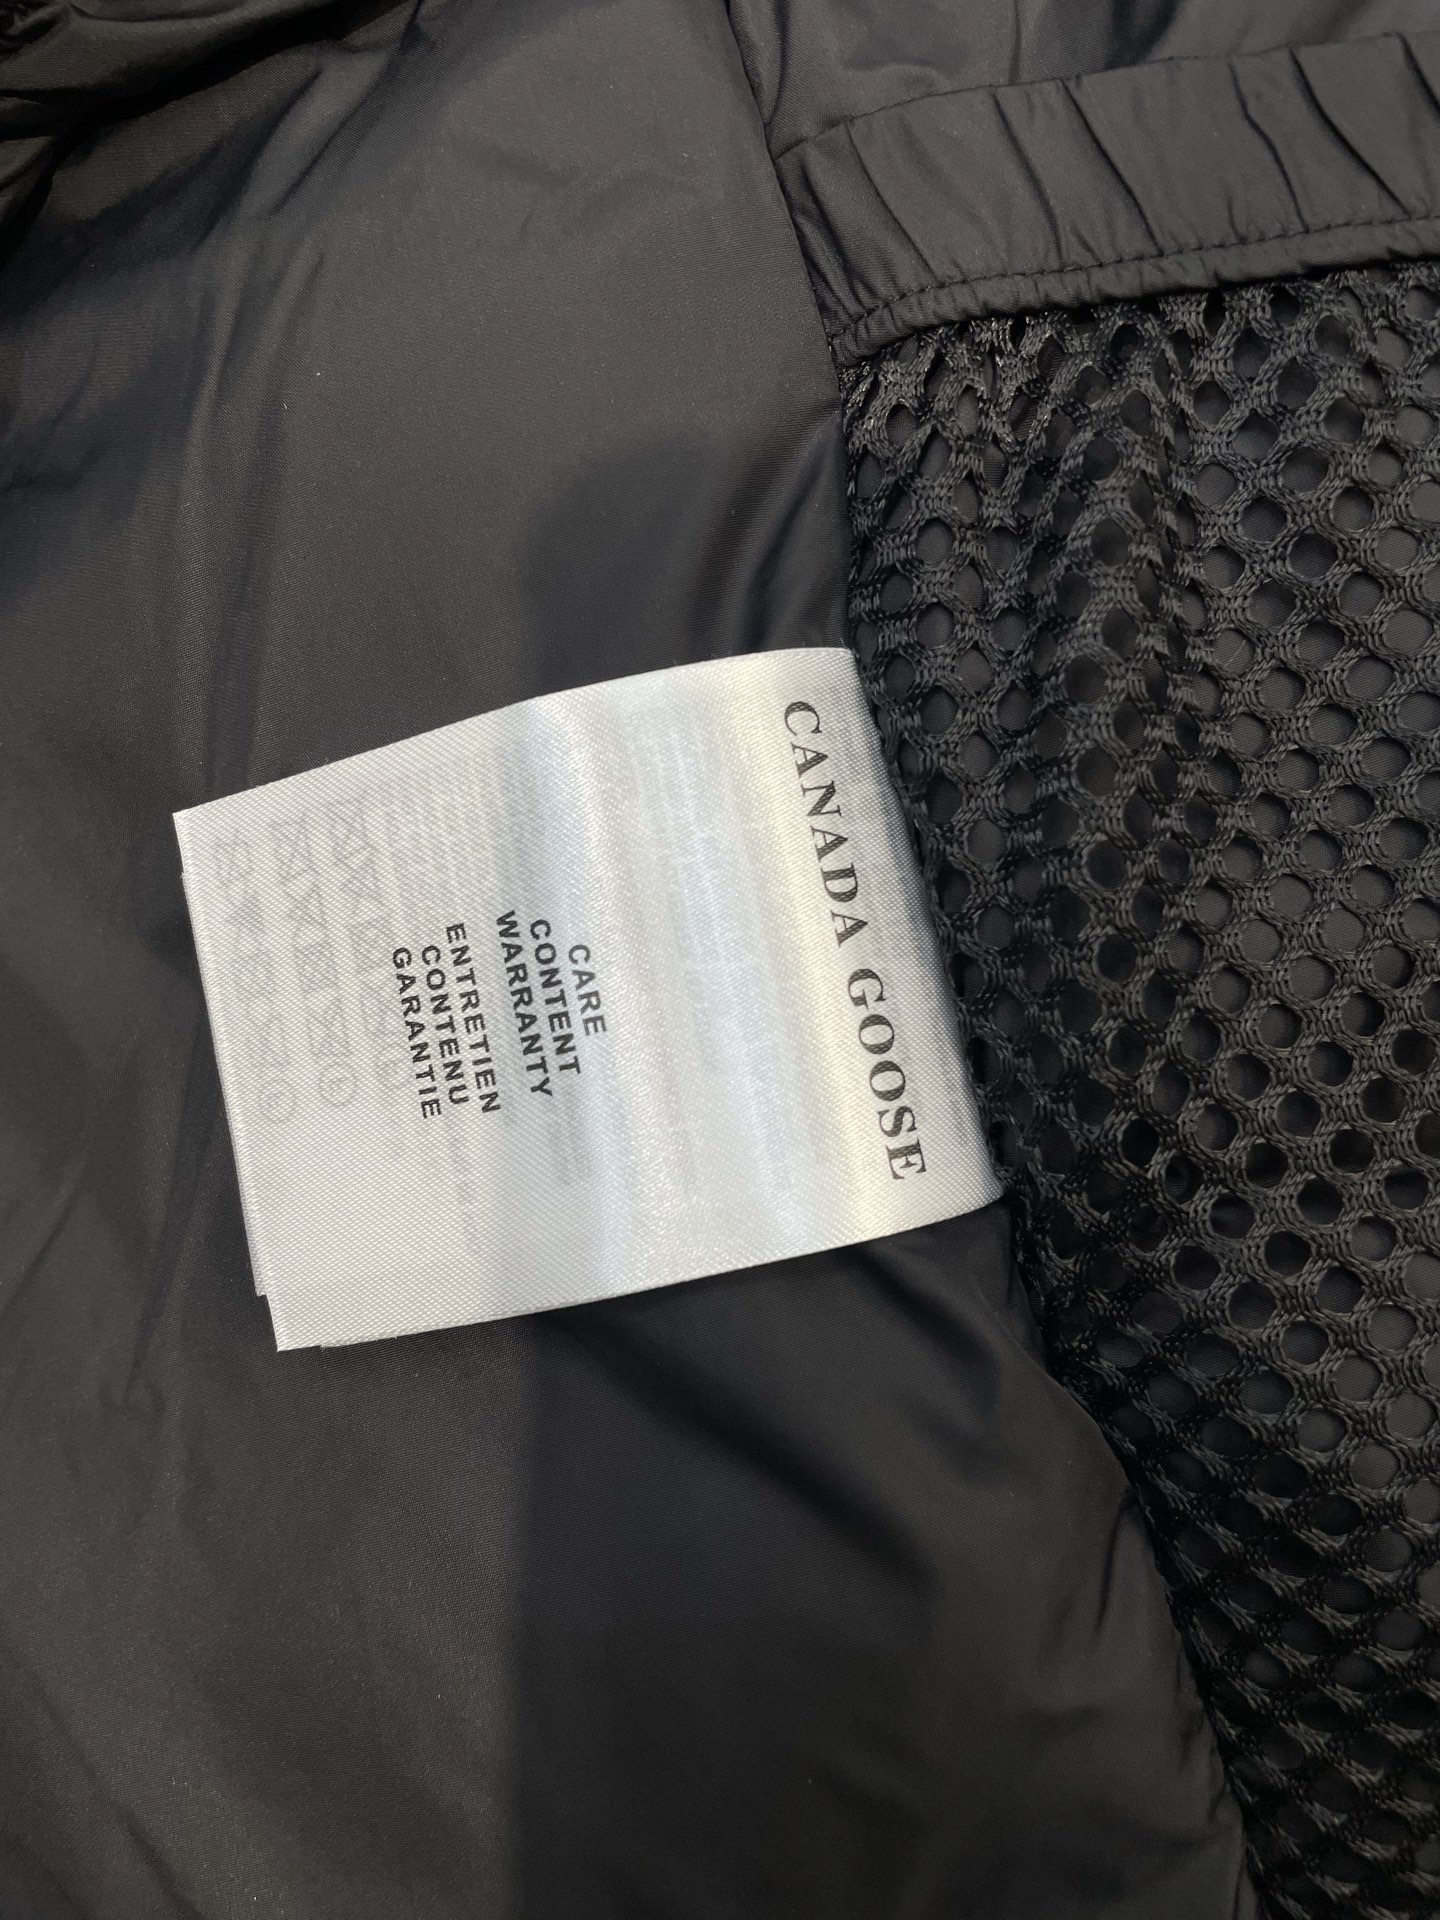 CANADA GOOSE
CARE
CONTENT
WARRANTY
ENTRETIEN
CONTENU
GARANTIE